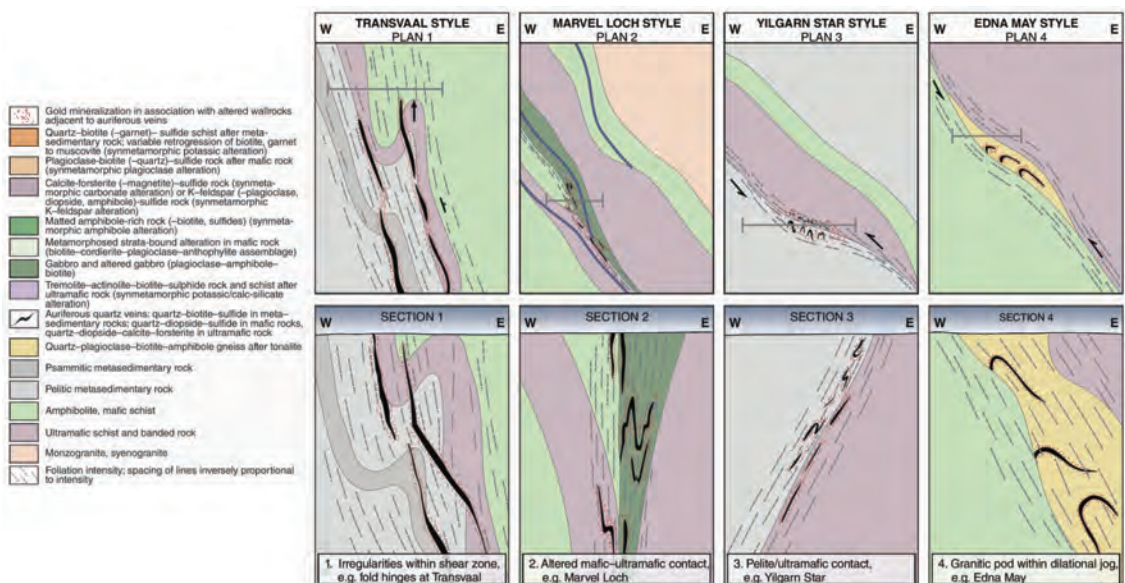 TRANSVAAL STYLE
W PLAN 1 E
MARVEL LOCH STYLE
W PLAN 2 E
YILGARN STAR STYLE
W PLAN 3 E
EDNA MAY STYLE
W PLAN 4 E
Gold mineralization in association with altered wallrocks
adjacent to auriferous veins
Quartz–biotite (–garnet)– sulfide schist after meta-
sedimentary rock; variable retrogression of biotite, garnet
to muscovite (synmetamorphic potassic alteration)
Plagioclase-biotite (–quartz)–sulfide rock after mafic rock
(synmetamorphic plagioclase alteration)
Calcite-forsterite (–magnetite)–sulfide rock (synmeta-
morphic carbonate alteration) or K–feldspar (–plagioclase,
diopside, amphibole)-sulfide rock (synmetamorphic
K–feldspar alteration)
Matted amphibole-rich rock (–biotite, sulfides) (synmeta-
morphic amphibole alteration)
Metamorphosed strata-bound alteration in mafic rock
(biotite–cordierite–plagioclase–anthophylite assemblage)
Gabbro and altered gabbro (plagioclase–amphibole–
biotite)
Tremolite–actinolite–biotite–sulphide rock and schist after
ultramafic rock (synmetamorphic potassic/calc-silicate
alteration)
Auriferous quartz veins: quartz–biotite–sulfide in meta-
sedimentary rocks; quartz–diopside–sulfide in mafic rocks,
quartz–diopside–calcite–forsterite in ultramafic rock
Quartz–plagioclase–biotite–amphibole gneiss after tonalite
Psammitic metasedimentary rock
Pelitic metasedimentary rock
Amphibolite, mafic schist
Ultramafic schist and banded rock
Monzogranite, syenogranite
Foliation intensity; spacing of lines inversely proportional
to intensity
W SECTION 1 E
W SECTION 2 E
W SECTION 3 E
W SECTION 4 E
1. Irregularities within shear zone,
e.g. fold hinges at Transvaal
2. Altered mafic–ultramafic contact,
e.g. Marvel Loch
3. Pelite/ultramafic contact,
e.g. Yilgarn Star
4. Granitic pod within dilational jog,
e.g. Edna May